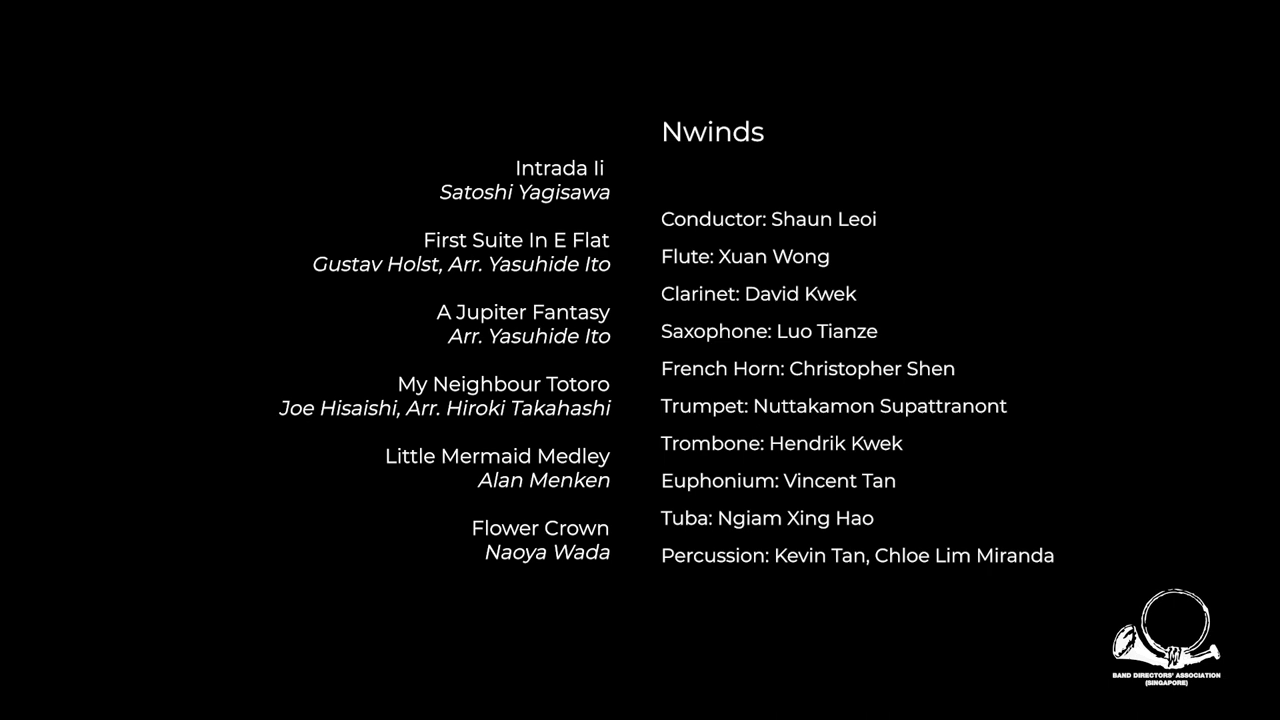 Nwinds
Intrada Ii
Satoshi Yagisawa
First Suite In E Flat
Gustav Holst, Arr. Yasuhide Ito
A Jupiter Fantasy
Arr. Yasuhide Ito
My Neighbour Totoro
Joe Hisaishi, Arr. Hiroki Takahashi
Little Mermaid Medley
Alan Menken
Flower Crown
Naoya Wada
Conductor: Shaun Leoi
Flute: Xuan Wong
Clarinet: David Kwek
Saxophone: Luo Tianze
French Horn: Christopher Shen
Trumpet: Nuttakamon Supattranont
Trombone: Hendrik Kwek
Euphonium: Vincent Tan
Tuba: Ngiam Xing Hao
Percussion: Kevin Tan, Chloe Lim Miranda
BAND DIRECTORS' ASSOCIATION
(SINGAPORE)